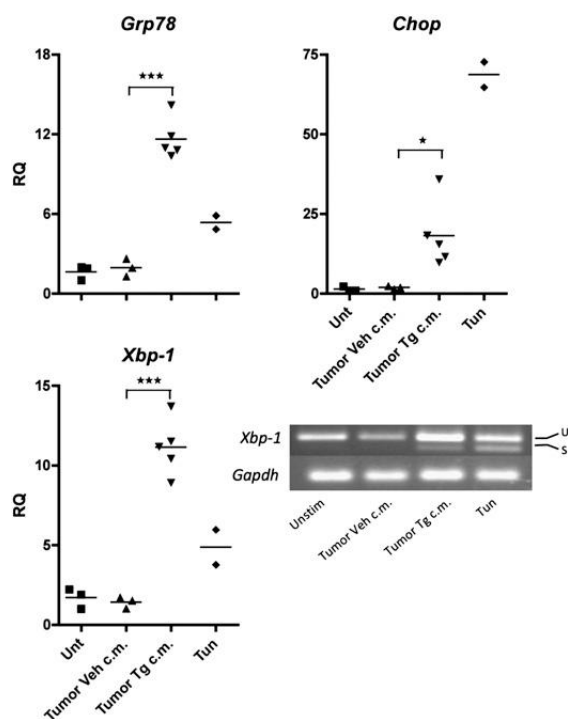 Grp78
★★★
RQ
18
12
6
0
Chop
★
75
50
25
0
Unt
Tumor Veh c.m.
Tumor Tg c.m.
Tun
Xbp-1
★★★
RQ
15
10
5
0
Unt
Tumor Veh c.m.
Tumor Tg c.m.
Tun
Xbp-1
U
S
Gapdh
Unstim
Tumor Veh c.m.
Tumor Tg c.m.
Tun